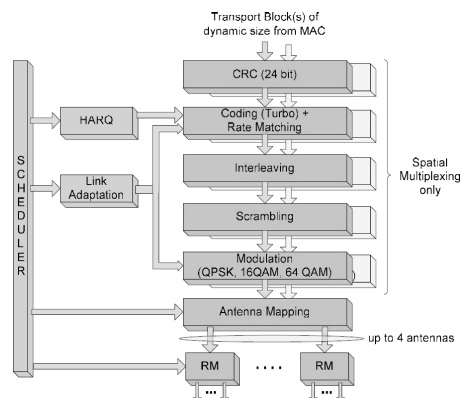 Transport Block(s) of
dynamic size from MAC
CRC (24 bit)
HARQ
Coding (Turbo) +
Rate Matching
Interleaving
Spatial
Multiplexing
only
SCHEDULER
Link
Adaptation
Scrambling
Modulation
(QPSK, 16QAM, 64 QAM)
Antenna Mapping
up to 4 antennas
RM
....
RM
...
...